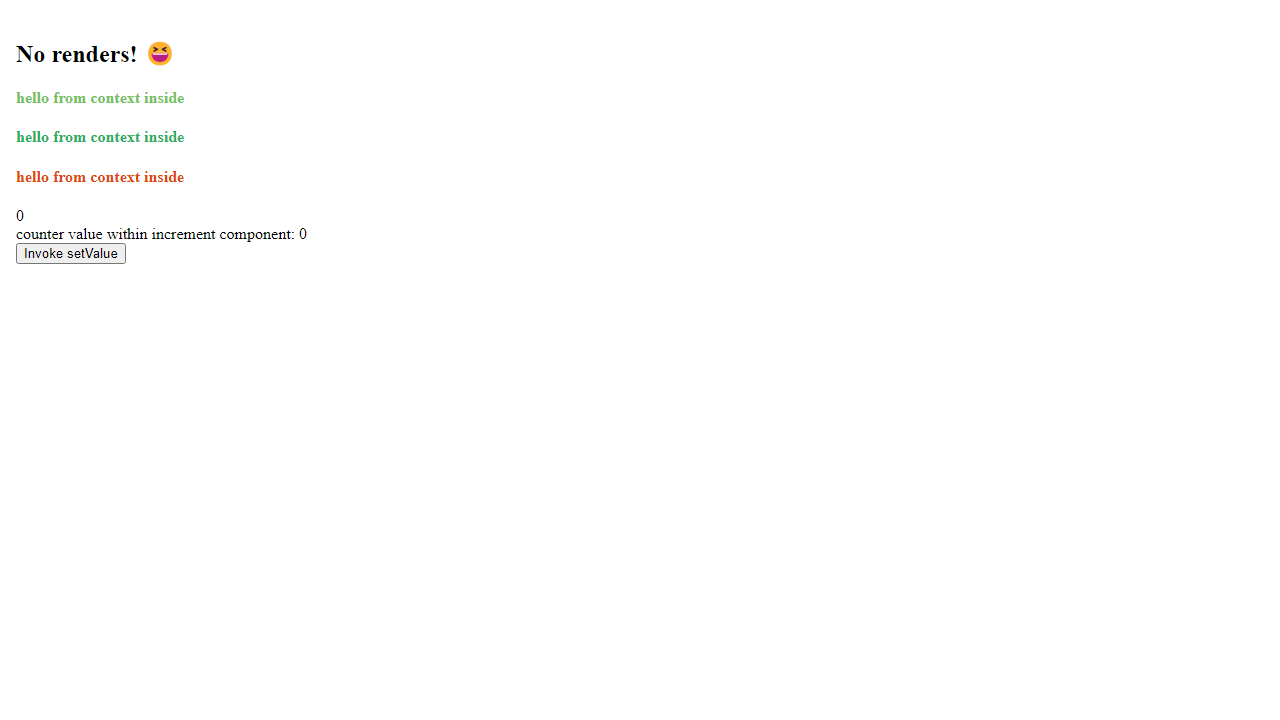 No renders! 😆
hello from context inside
hello from context inside
hello from context inside
0
counter value within increment component: 0
Invoke setValue